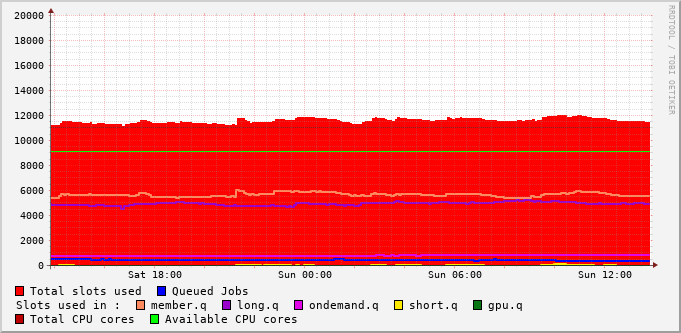 20000
18000
16000
14000
12000
10000
8000
6000
4000
2000
0
Sat 18:00 Sun 00:00 Sun 06:00 Sun 12:00
RRDTOOL / TOBI OETIKER
Total slots used Queued Jobs
Slots used in : member.q long.q ondemand.q short.q gpu.q
Total CPU cores Available CPU cores